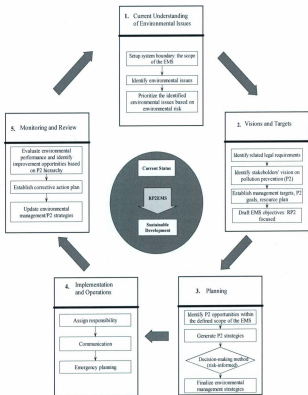 1. Current Understanding
of Environmental Issues
Setup system boundary: the scope
of the EMS
Identify environmental issues
Prioritize the identified
environmental issues based on
environmental risk
2. Visions and Targets
Identify related legal requirements
Identify stakeholders' vision on
pollution prevention (P2)
Establish management targets, P2
goals, resource plan
Draft EMS objectives: RP2
focused
3. Planning
Identify P2 opportunities within
the defined scope of the EMS
Generate P2 strategies
Decision-making method
(risk-informed)
Finalize environmental
management strategies
4. Implementation
and Operations
Assign responsibility
Communication
Emergency planning
5. Monitoring and Review
Evaluate environmental
performance and identify
improvement opportunities based
on P2 hierarchy
Establish corrective action plan
Update environmental
management/P2 strategies
Current Status
RP2EMS
Sustainable
Development